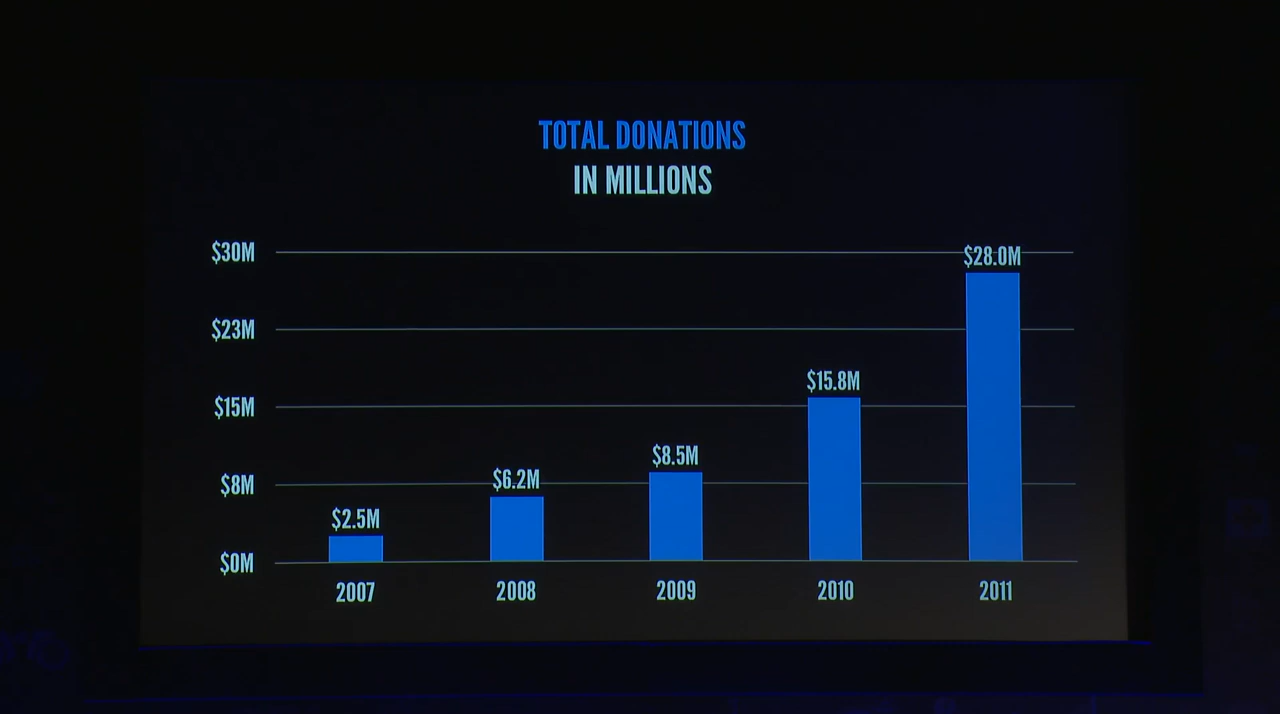 TOTAL DONATIONS
IN MILLIONS
$30M
$28.0M
$23M
$15.8M
$15M
$8.5M
$8M
$6.2M
$2.5M
$0M
2007 2008 2009 2010 2011